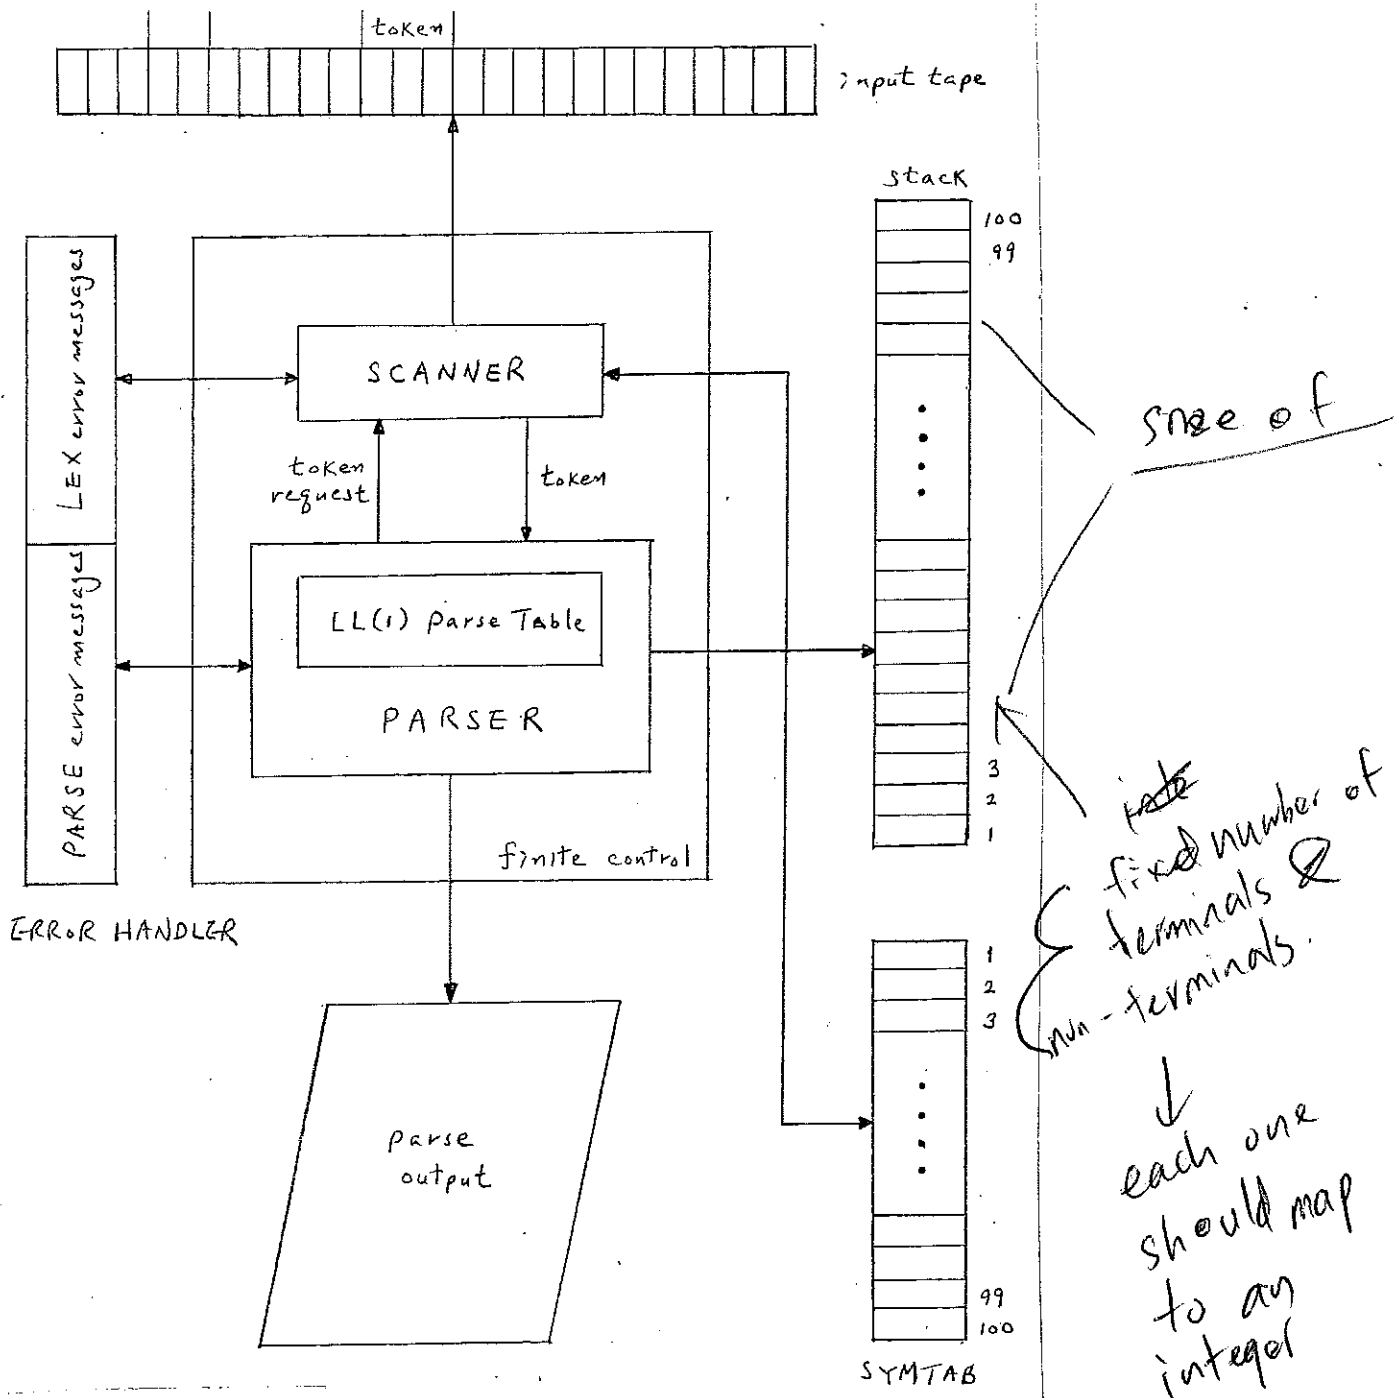 token
input tape
stack
100
99
LEX error messages
SCANNER
size of
token
request
token
PARSE error messages
LL(1) Parse Table
PARSER
3
2
1
fixed number of
terminals &
non-terminals.
finite control
ERROR HANDLER
1
2
3
each one
should map
to an
integer
parse
output
99
100
SYMTAB